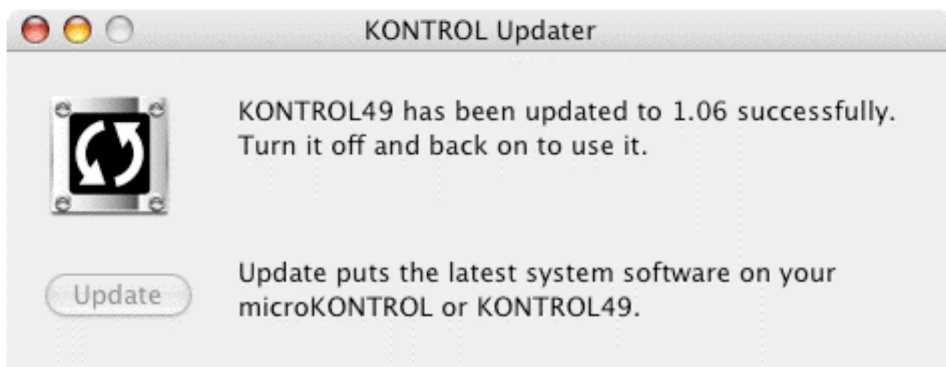 KONTROL Updater
KONTROL49 has been updated to 1.06 successfully.
Turn it off and back on to use it.
Update
Update puts the latest system software on your
microKONTROL or KONTROL49.